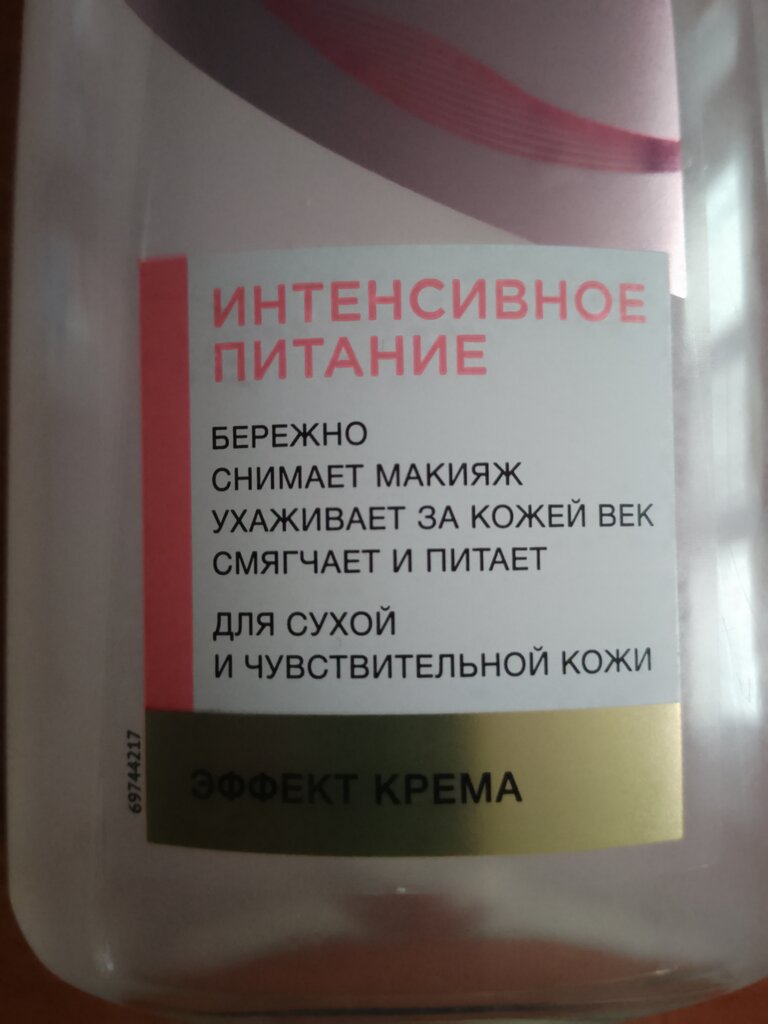 ИНТЕНСИВНОЕ
ПИТАНИЕ
БЕРЕЖНО
СНИМАЕТ МАКИЯЖ
УХАЖИВАЕТ ЗА КОЖЕЙ ВЕК
СМЯГЧАЕТ И ПИТАЕТ
ДЛЯ СУХОЙ
И ЧУВСТВИТЕЛЬНОЙ КОЖИ
ЭФФЕКТ КРЕМА
69744217